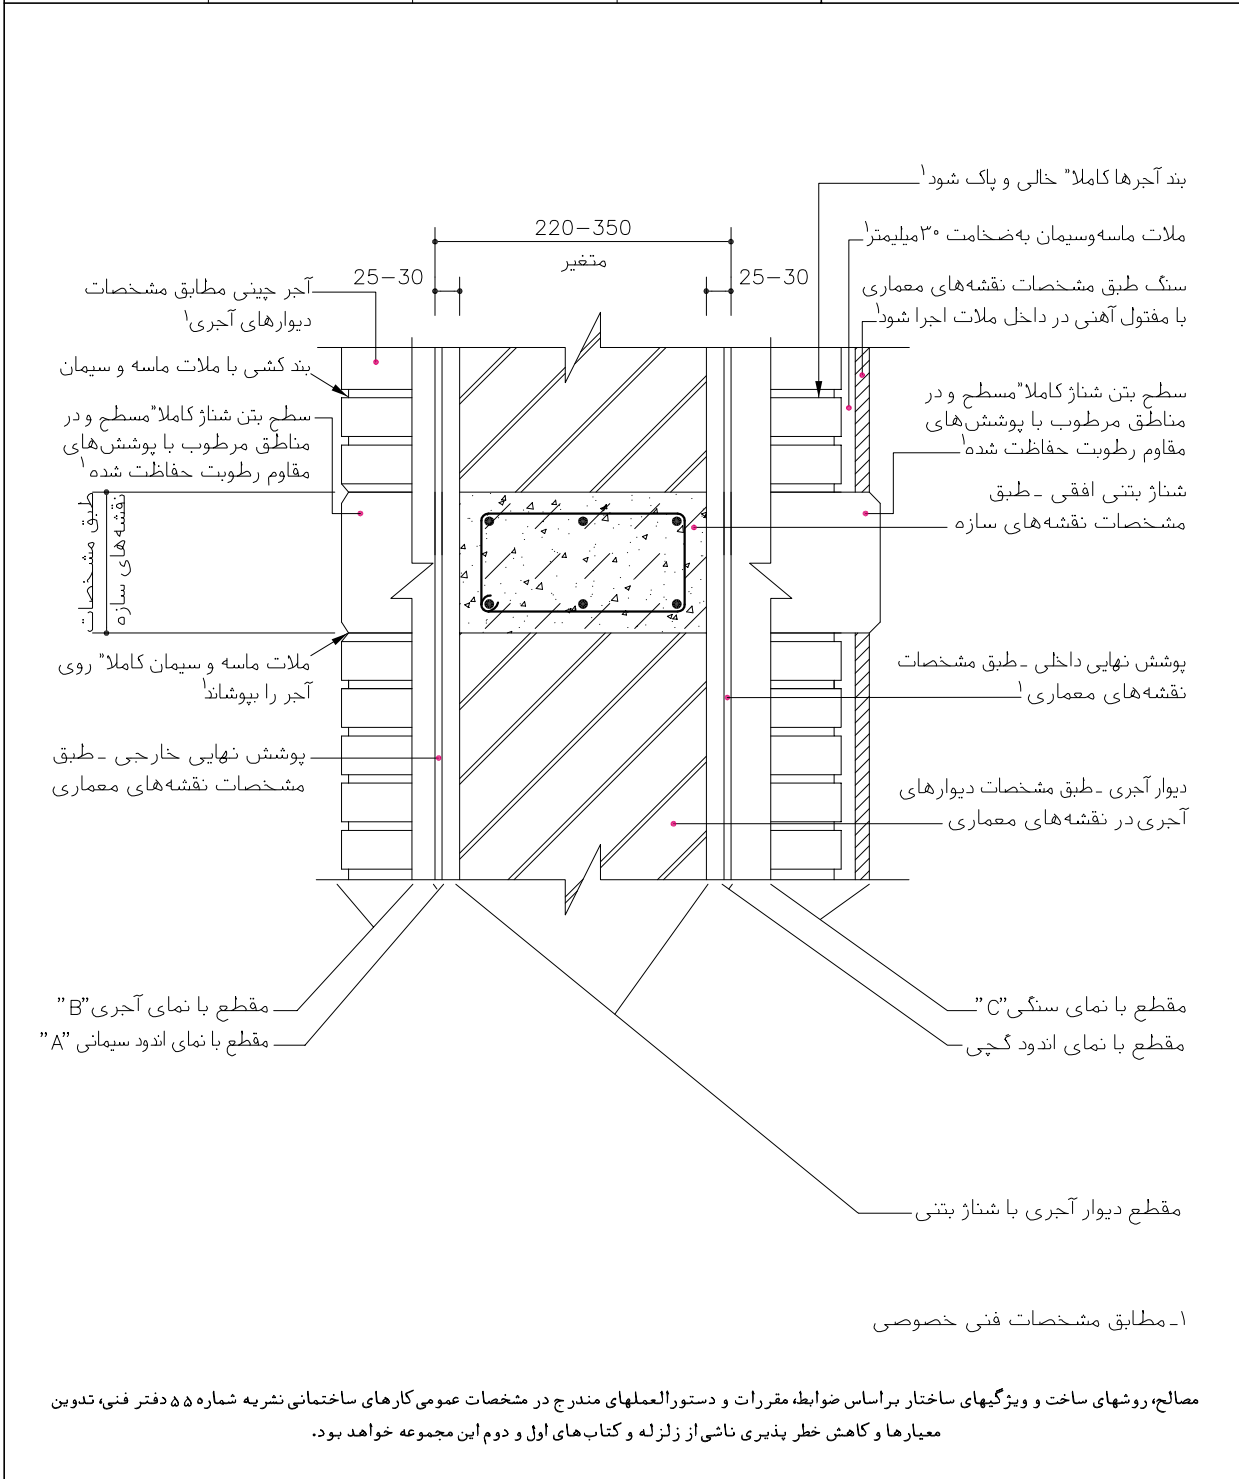 بند آجرها کاملا" خالی و پاک شود۱
ملات ماسه‌وسیمان به‌ضخامت ۳۰میلیمتر۱
سنگ طبق مشخصات نقشه‌های معماری
با مفتول آهنی در داخل ملات اجرا شود۱
سطح بتن شناژ کاملا"مسطح و در
مناطق مرطوب با پوشش‌های
مقاوم رطوبت حفاظت شده۱
شناژ بتنی افقی ـ طبق
مشخصات نقشه‌های سازه
پوشش نهایی داخلی ـ طبق مشخصات
نقشه‌های معماری۱
دیوار آجری ـ طبق مشخصات دیوارهای
آجری در نقشه‌های معماری
220-350
متغیر
25-30
25-30
آجر چینی مطابق مشخصات
دیوارهای آجری۱
بند کشی با ملات ماسه و سیمان
سطح بتن شناژ کاملا"مسطح و در
مناطق مرطوب با پوشش‌های
مقاوم رطوبت حفاظت شده۱
طبق مشخصات
نقشه‌های سازه
ملات ماسه و سیمان کاملا" روی
آجر را بپوشاند۱
پوشش نهایی خارجی ـ طبق
مشخصات نقشه‌های معماری
مقطع با نمای سنگی"C"
مقطع با نمای اندود گچی
مقطع با نمای آجری"B"
مقطع با نمای اندود سیمانی "A"
مقطع دیوار آجری با شناژ بتنی
۱ـ مطابق مشخصات فنی خصوصی
مصالح، روشهای ساخت و ویژگیهای ساختار براساس ضوابط، مقررات و دستورالعملهای مندرج در مشخصات عمومی کارهای ساختمانی نشریه شماره ۵۵ دفتر فنی، تدوین
معیارها و کاهش خطر پذیری ناشی از زلزله و کتاب‌های اول و دوم این مجموعه خواهد بود.